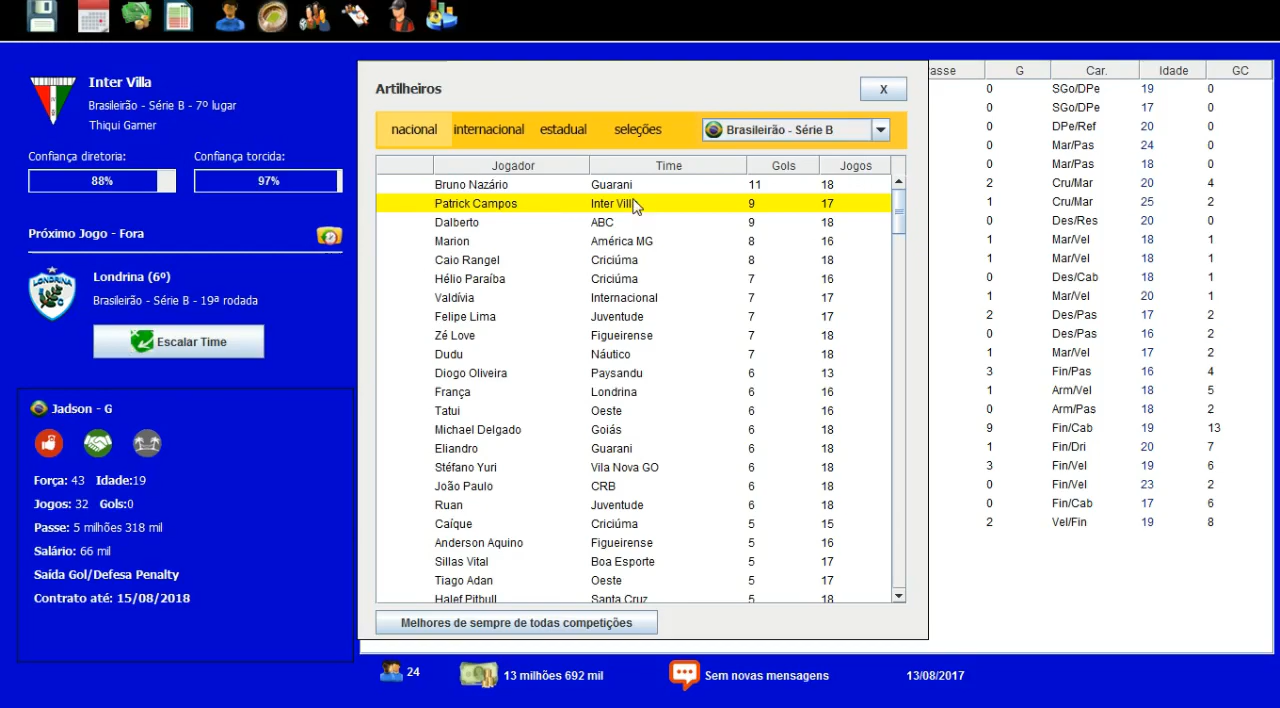 Inter Villa
Brasileirão - Série B - 7º lugar
Thiqui Gamer
Confiança diretoria:
Confiança torcida:
88%
97%
Próximo Jogo - Fora
LONDRINA
Londrina (6º)
Brasileirão - Série B - 19ª rodada
Escalar Time
Jadson - G
Força: 43 Idade:19
Jogos: 32 Gols:0
Passe: 5 milhões 318 mil
Salário: 66 mil
Saída Gol/Defesa Penalty
Contrato até: 15/08/2018
Artilheiros
X
nacional internacional estadual seleções Brasileirão - Série B
Jogador Time Gols Jogos
Bruno Nazário Guarani 11 18
Patrick Campos Inter Vill 9 17
Dalberto ABC 9 18
Marion América MG 8 16
Caio Rangel Criciúma 8 18
Hélio Paraíba Criciúma 7 16
Valdívia Internacional 7 17
Felipe Lima Juventude 7 17
Zé Love Figueirense 7 18
Dudu Náutico 7 18
Diogo Oliveira Paysandu 6 13
França Londrina 6 16
Tatui Oeste 6 16
Michael Delgado Goiás 6 18
Eliandro Guarani 6 18
Stéfano Yuri Vila Nova GO 6 18
João Paulo CRB 6 18
Ruan Juventude 6 18
Caíque Criciúma 5 15
Anderson Aquino Figueirense 5 16
Sillas Vital Boa Esporte 5 17
Tiago Adan Oeste 5 17
Halef Pitbull Santa Cruz 5 18
Melhores de sempre de todas competições
asse G Car. Idade GC
0 SGo/DPe 19 0
0 SGo/DPe 17 0
0 DPe/Ref 20 0
0 Mar/Pas 24 0
0 Mar/Pas 18 0
2 Cru/Mar 20 4
1 Cru/Mar 25 2
0 Des/Res 20 0
1 Mar/Vel 18 1
1 Mar/Vel 18 1
0 Des/Cab 18 1
1 Mar/Vel 20 1
2 Des/Pas 17 2
0 Des/Pas 16 2
1 Mar/Vel 17 2
3 Fin/Pas 16 4
1 Arm/Vel 18 5
0 Arm/Pas 18 2
9 Fin/Cab 19 13
1 Fin/Dri 20 7
3 Fin/Vel 19 6
0 Fin/Vel 23 2
0 Fin/Cab 17 6
2 Vel/Fin 19 8
24
13 milhões 692 mil
Sem novas mensagens
13/08/2017